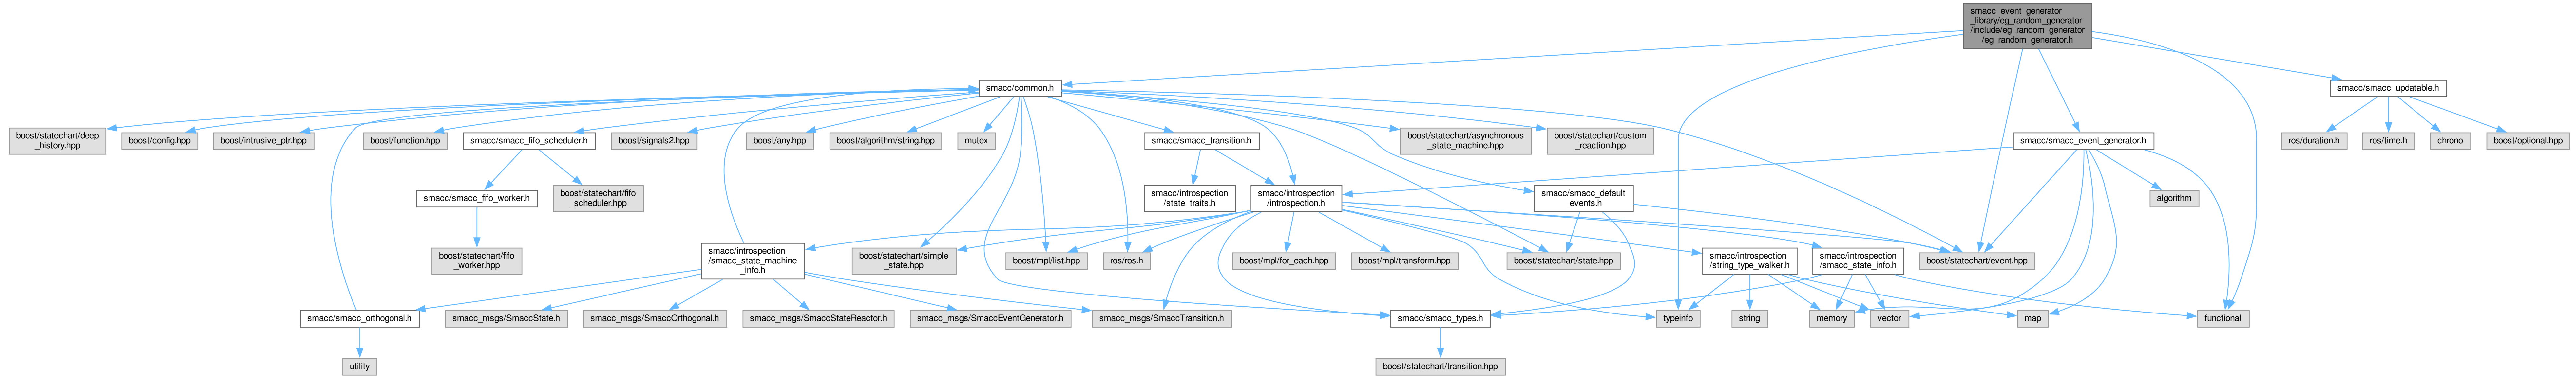 smacc_event_generator
_library/eg_random_generator
/include/eg_random_generator
/eg_random_generator.h
smacc/common.h
smacc/smacc_updatable.h
boost/statechart/deep
_history.hpp
boost/config.hpp
boost/intrusive_ptr.hpp
boost/function.hpp
smacc/smacc_fifo_scheduler.h
boost/signals2.hpp
boost/any.hpp
boost/algorithm/string.hpp
mutex
smacc/smacc_transition.h
boost/statechart/asynchronous
_state_machine.hpp
boost/statechart/custom
_reaction.hpp
smacc/smacc_event_generator.h
ros/duration.h
ros/time.h
chrono
boost/optional.hpp
smacc/smacc_fifo_worker.h
boost/statechart/fifo
_scheduler.hpp
smacc/introspection
/state_traits.h
smacc/introspection
/introspection.h
smacc/smacc_default
_events.h
algorithm
boost/statechart/fifo
_worker.hpp
smacc/introspection
/smacc_state_machine
_info.h
boost/statechart/simple
_state.hpp
boost/mpl/list.hpp
ros/ros.h
boost/mpl/for_each.hpp
boost/mpl/transform.hpp
boost/statechart/state.hpp
smacc/introspection
/string_type_walker.h
smacc/introspection
/smacc_state_info.h
boost/statechart/event.hpp
smacc/smacc_orthogonal.h
smacc_msgs/SmaccState.h
smacc_msgs/SmaccOrthogonal.h
smacc_msgs/SmaccStateReactor.h
smacc_msgs/SmaccEventGenerator.h
smacc_msgs/SmaccTransition.h
smacc/smacc_types.h
typeinfo
string
memory
vector
map
functional
utility
boost/statechart/transition.hpp